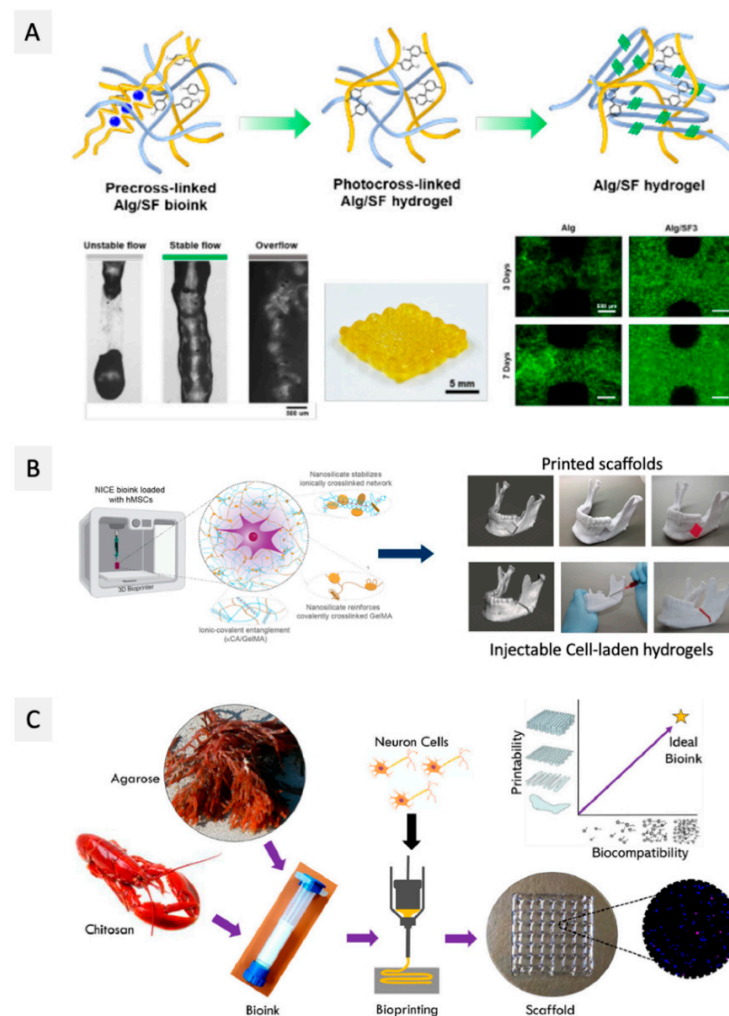 A
Precross-linked
Alg/SF bioink
Photocross-linked
Alg/SF hydrogel
Alg/SF hydrogel
Unstable flow
Stable flow
Overflow
500 um
5 mm
Alg
Alg/SF3
3 Days
7 Days
500 µm
B
NICE bioink loaded
with hMSCs
3D Bioprinter
Nanosilicate stabilizes
ionically crosslinked network
Nanosilicate reinforces
covalently crosslinked GelMA
Ionic-covalent entanglement
(κCA/GelMA)
Printed scaffolds
Injectable Cell-laden hydrogels
C
Agarose
Chitosan
Bioink
Neuron Cells
Bioprinting
Printability
Ideal
Bioink
Biocompatibility
Scaffold